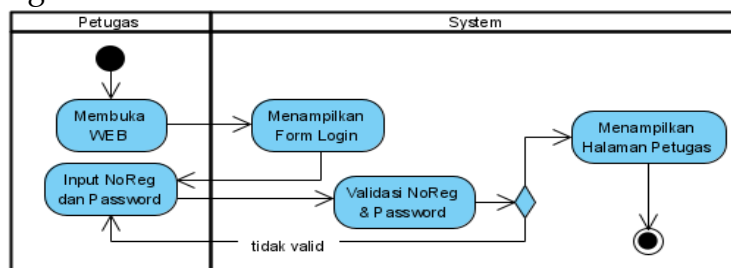 Petugas
System
Membuka
WEB
Menampilkan
Form Login
Menampilkan
Halaman Petugas
Input NoReg
dan Password
Validasi NoReg
& Password
tidak valid